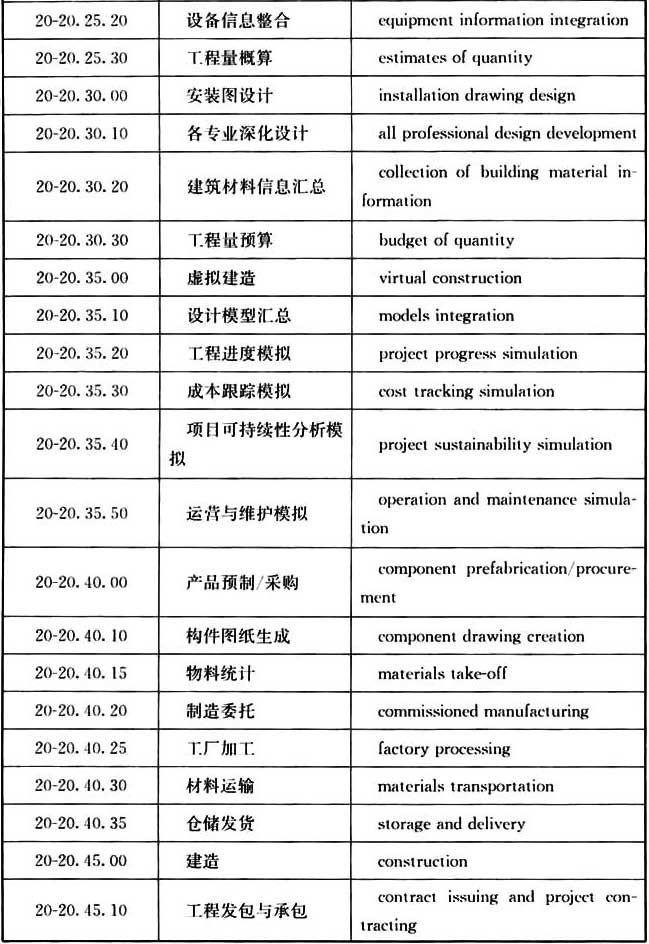 20-20.25.20 设备信息整合 equipment information integration
20-20.25.30 工程量概算 estimates of quantity
20-20.30.00 安装图设计 installation drawing design
20-20.30.10 各专业深化设计 all professional design development
20-20.30.20 建筑材料信息汇总 collection of building material in-
formation
20-20.30.30 工程量预算 budget of quantity
20-20.35.00 虚拟建造 virtual construction
20-20.35.10 设计模型汇总 models integration
20-20.35.20 工程进度模拟 project progress simulation
20-20.35.30 成本跟踪模拟 cost tracking simulation
20-20.35.40 项目可持续性分析模
拟 project sustainability simulation
20-20.35.50 运营与维护模拟 operation and maintenance simula-
tion
20-20.40.00 产品预制/采购 component prefabrication/procure-
ment
20-20.40.10 构件图纸生成 component drawing creation
20-20.40.15 物料统计 materials take-off
20-20.40.20 制造委托 commissioned manufacturing
20-20.40.25 工厂加工 factory processing
20-20.40.30 材料运输 materials transportation
20-20.40.35 仓储发货 storage and delivery
20-20.45.00 建造 construction
20-20.45.10 工程发包与承包 contract issuing and project con-
tracting